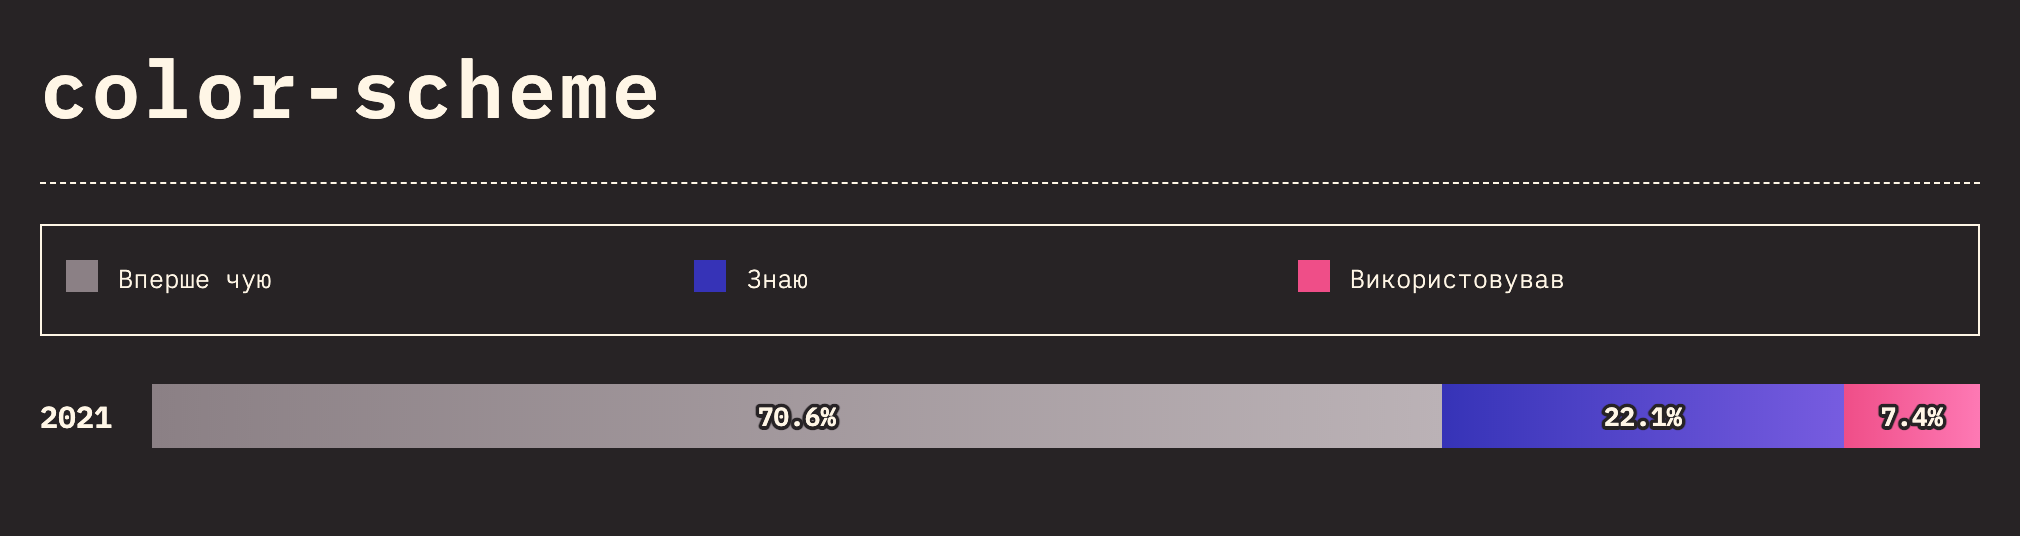 color-scheme
Вперше чую Знаю Використовував
2021 70.6% 22.1% 7.4%